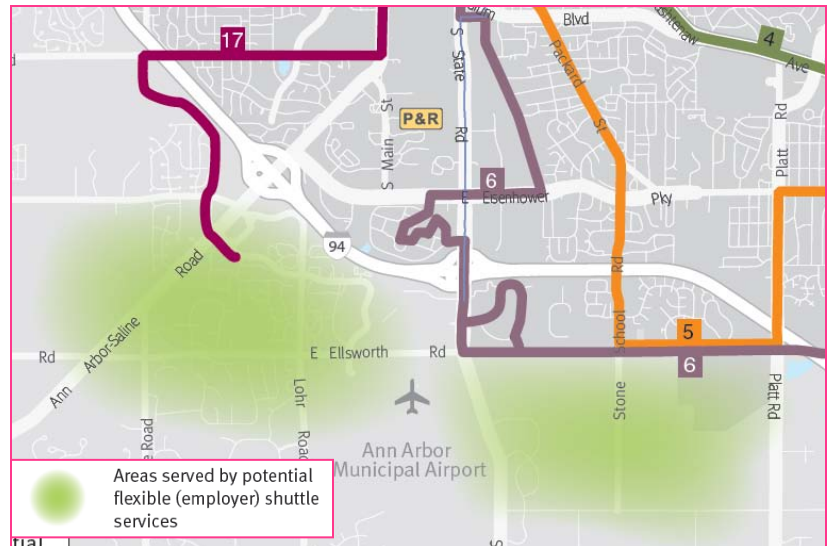 17
Blvd
4
Ave
Packard
St
S State
Rd
P&R
S Main
St
Platt
Rd
6
E Eisenhower
Pky
94
Road
Arbor-Saline
Ann
Rd
E Ellsworth
Rd
School
Rd
Stone
5
6
Platt Rd
Lohr
Road
Road
Ann Arbor
Municipal Airport
S
Areas served by potential
flexible (employer) shuttle
services